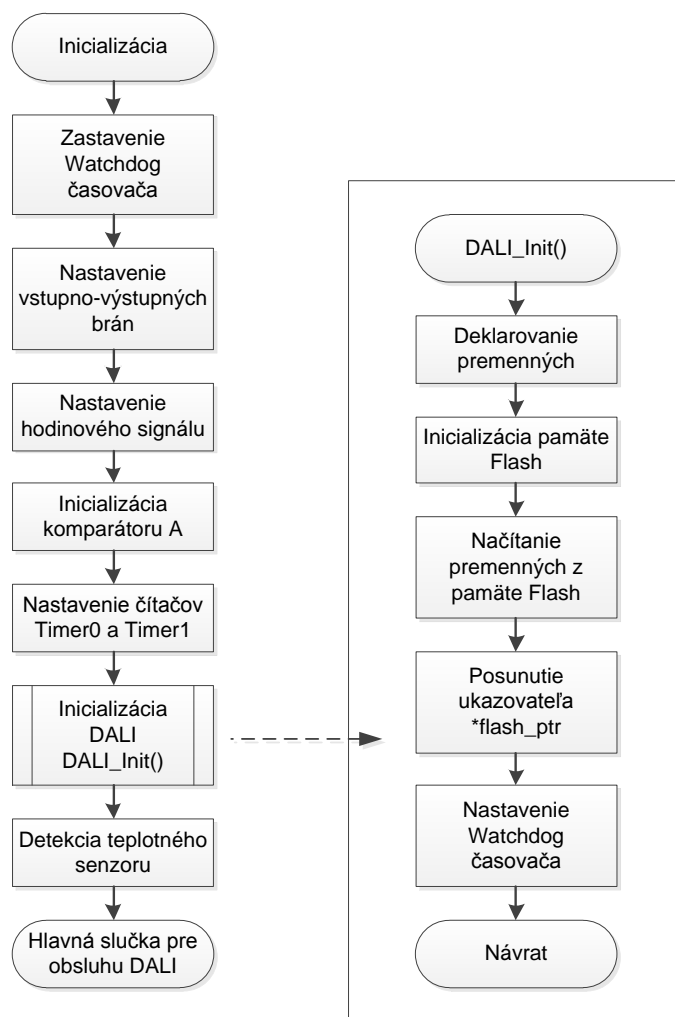 Inicializácia
Zastavenie
Watchdog
časovača
Nastavenie
vstupno-výstupných
brán
Nastavenie
hodinového signálu
Inicializácia
komparátoru A
Nastavenie čítačov
Timer0 a Timer1
Inicializácia
DALI
DALI_Init()
Detekcia teplotného
senzoru
Hlavná slučka pre
obsluhu DALI
DALI_Init()
Deklarovanie
premenných
Inicializácia pamäte
Flash
Načítanie
premenných z
pamäte Flash
Posunutie
ukazovateľa
*flash_ptr
Nastavenie
Watchdog
časovača
Návrat